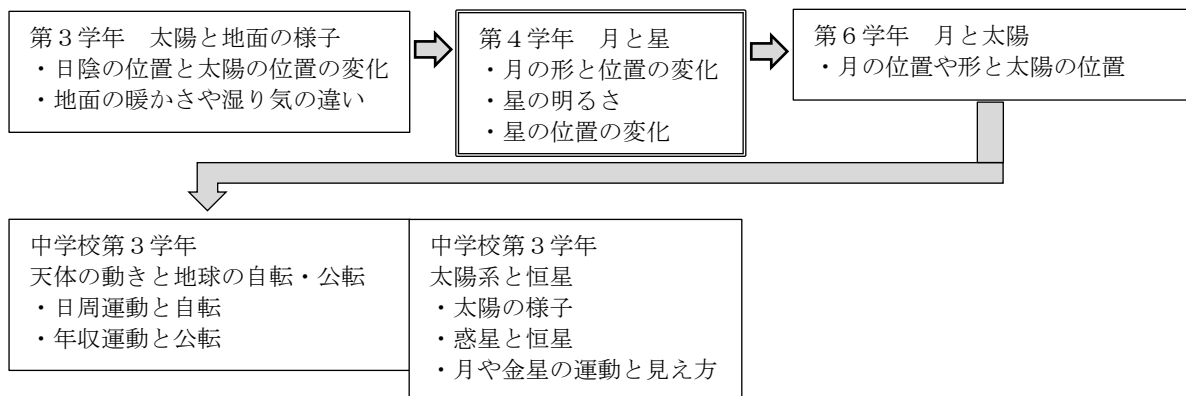 第３学年　太陽と地面の様子
・日陰の位置と太陽の位置の変化
・地面の暖かさや湿り気の違い
第４学年　月と星
・月の形と位置の変化
・星の明るさ
・星の位置の変化
第６学年　月と太陽
・月の位置や形と太陽の位置
中学校第３学年
天体の動きと地球の自転・公転
・日周運動と自転
・年収運動と公転
中学校第３学年
太陽系と恒星
・太陽の様子
・惑星と恒星
・月や金星の運動と見え方